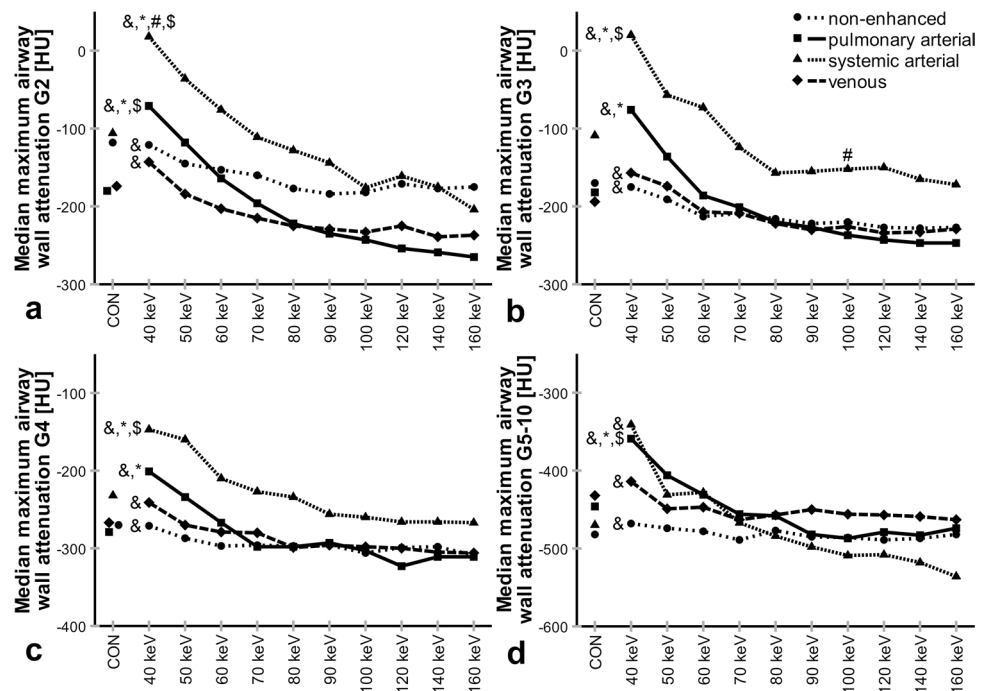 a
Median maximum airway
wall attenuation G2 [HU]
0
-100
-200
-300
&,*,#,$
&,*,$
&
&
CON
40 keV
50 keV
60 keV
70 keV
80 keV
90 keV
100 keV
120 keV
140 keV
160 keV
b
Median maximum airway
wall attenuation G3 [HU]
0
-100
-200
-300
&,*,$
&,*
&
&
#
non-enhanced
pulmonary arterial
systemic arterial
venous
CON
40 keV
50 keV
60 keV
70 keV
80 keV
90 keV
100 keV
120 keV
140 keV
160 keV
c
Median maximum airway
wall attenuation G4 [HU]
-100
-200
-300
-400
&,*,$
&,*
&
&
CON
40 keV
50 keV
60 keV
70 keV
80 keV
90 keV
100 keV
120 keV
140 keV
160 keV
d
Median maximum airway
wall attenuation G5-10 [HU]
-300
-400
-500
-600
&
&,*,$
&
&
CON
40 keV
50 keV
60 keV
70 keV
80 keV
90 keV
100 keV
120 keV
140 keV
160 keV